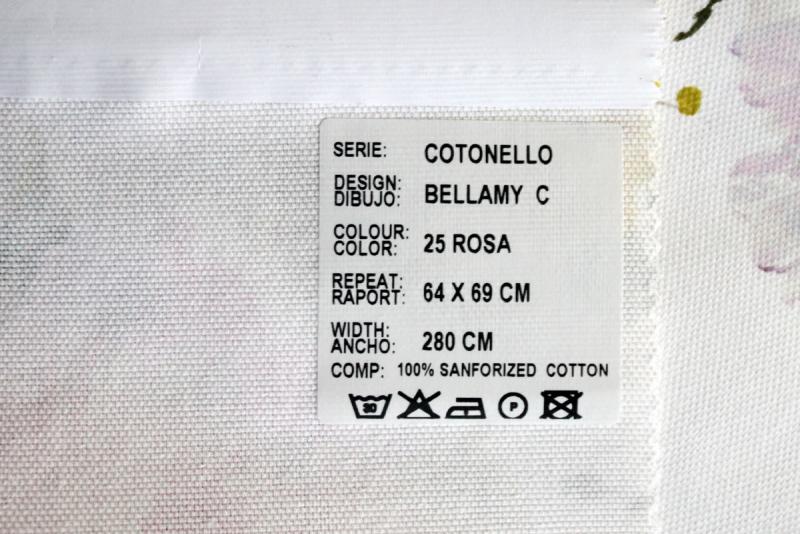 SERIE: COTONELLO
DESIGN:
DIBUJO: BELLAMY C
COLOUR:
COLOR: 25 ROSA
REPEAT:
RAPORT: 64 X 69 CM
WIDTH:
ANCHO: 280 CM
COMP: 100% SANFORIZED COTTON
30 P